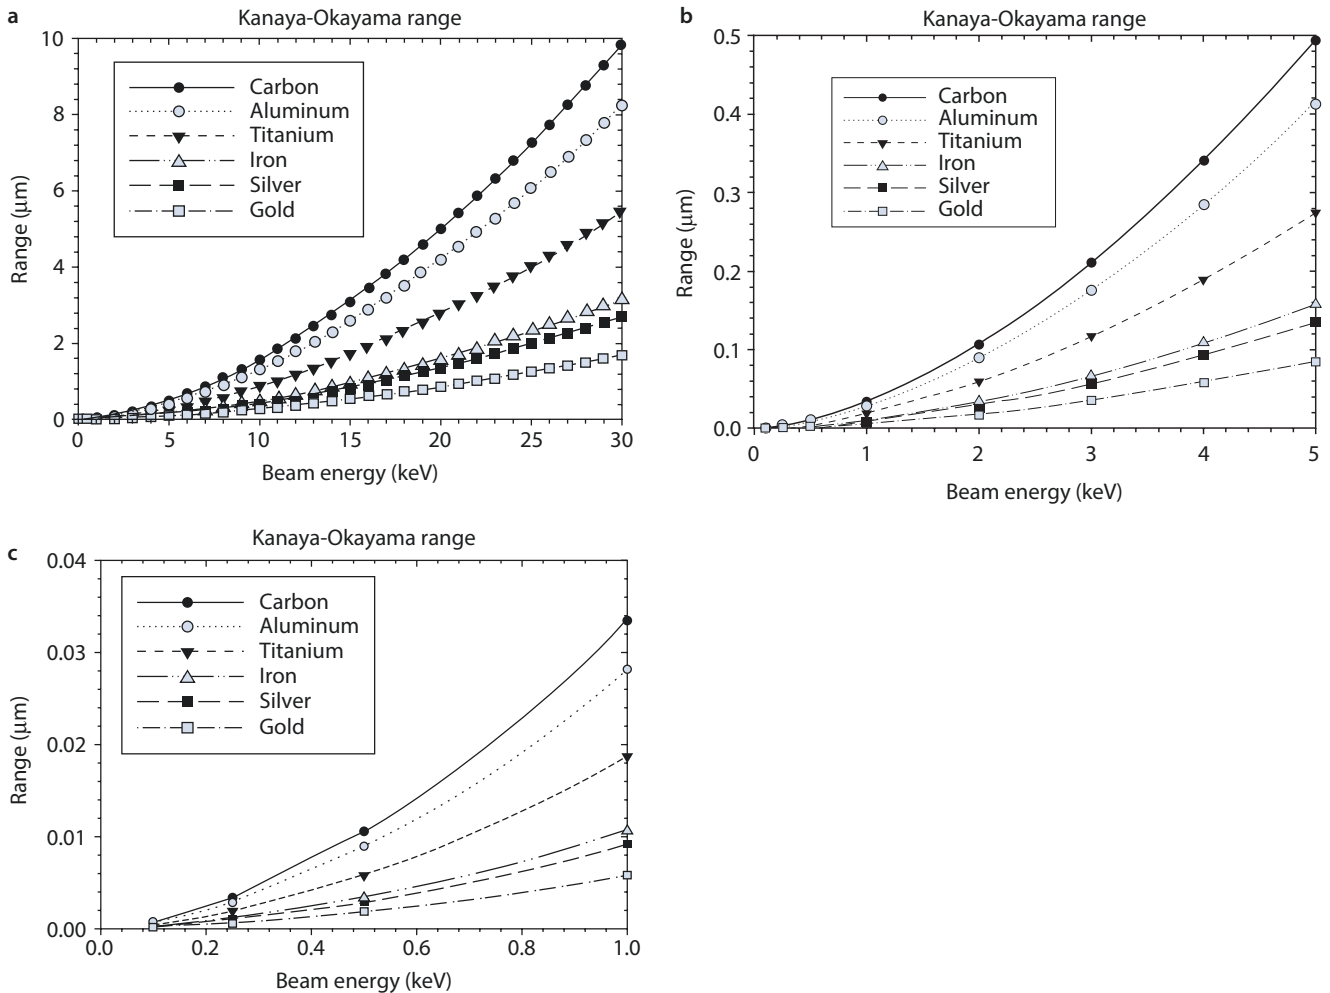 a
Kanaya-Okayama range
10
8
6
4
2
0
Range (μm)
Carbon
Aluminum
Titanium
Iron
Silver
Gold
0 5 10 15 20 25 30
Beam energy (keV)
b
Kanaya-Okayama range
0.5
0.4
0.3
0.2
0.1
0.0
Range (μm)
Carbon
Aluminum
Titanium
Iron
Silver
Gold
0 1 2 3 4 5
Beam energy (keV)
c
Kanaya-Okayama range
0.04
0.03
0.02
0.01
0.00
Range (μm)
Carbon
Aluminum
Titanium
Iron
Silver
Gold
0.0 0.2 0.4 0.6 0.8 1.0
Beam energy (keV)